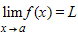 lim f(x) = L
x→a